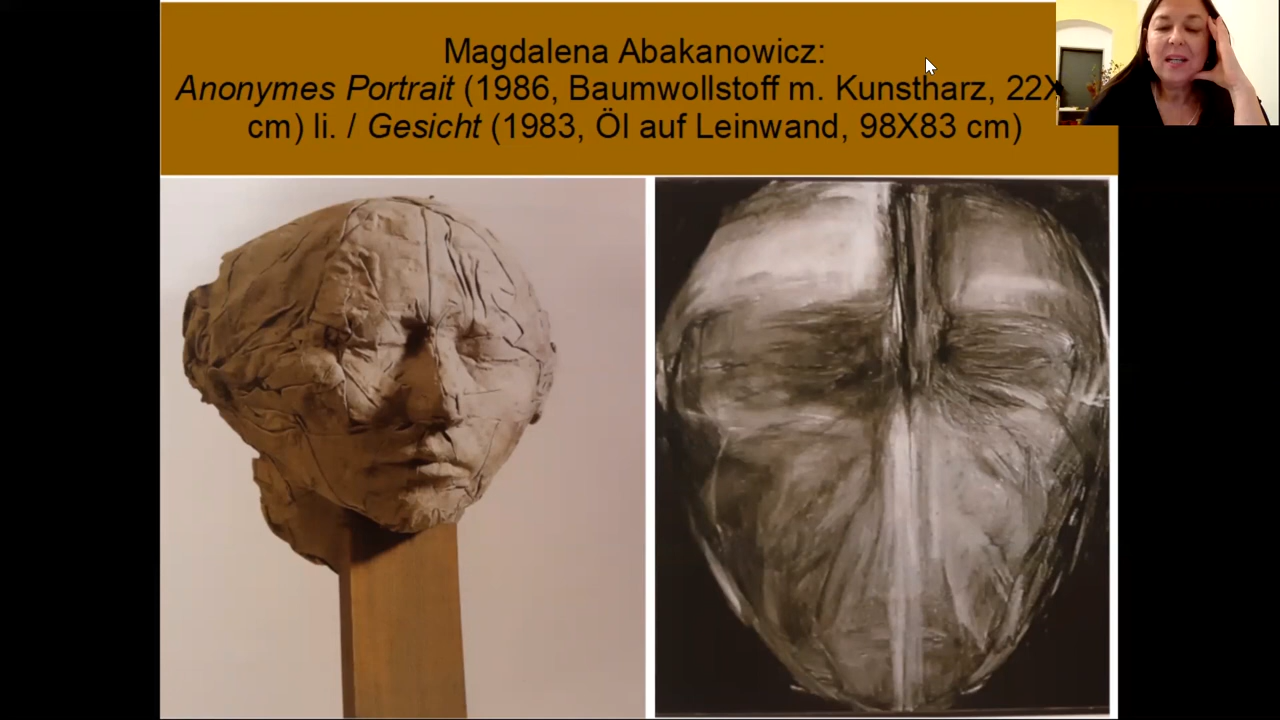 Magdalena Abakanowicz:
Anonymes Portrait (1986, Baumwollstoff m. Kunstharz, 22X
cm) li. / Gesicht (1983, Öl auf Leinwand, 98X83 cm)